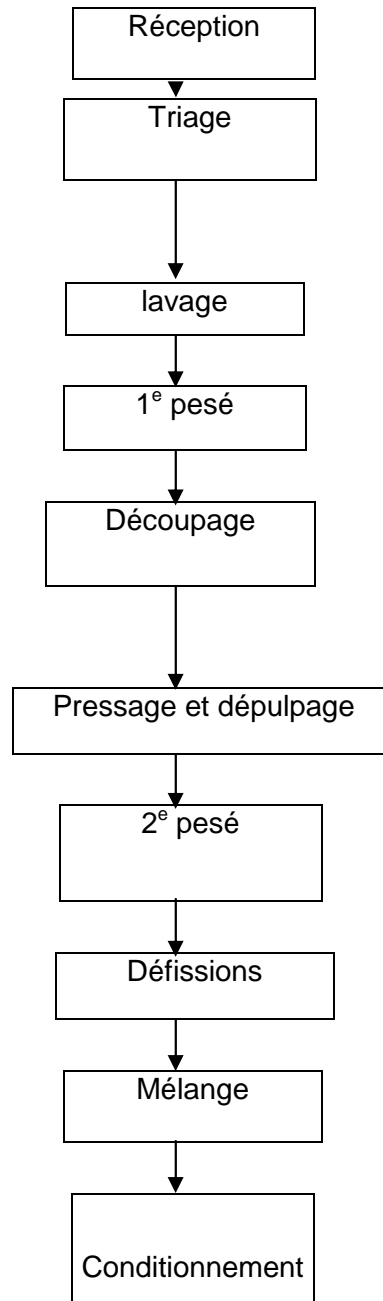 Réception
Triage
lavage
1e pesé
Découpage
Pressage et dépulpage
2e pesé
Défissions
Mélange
Conditionnement